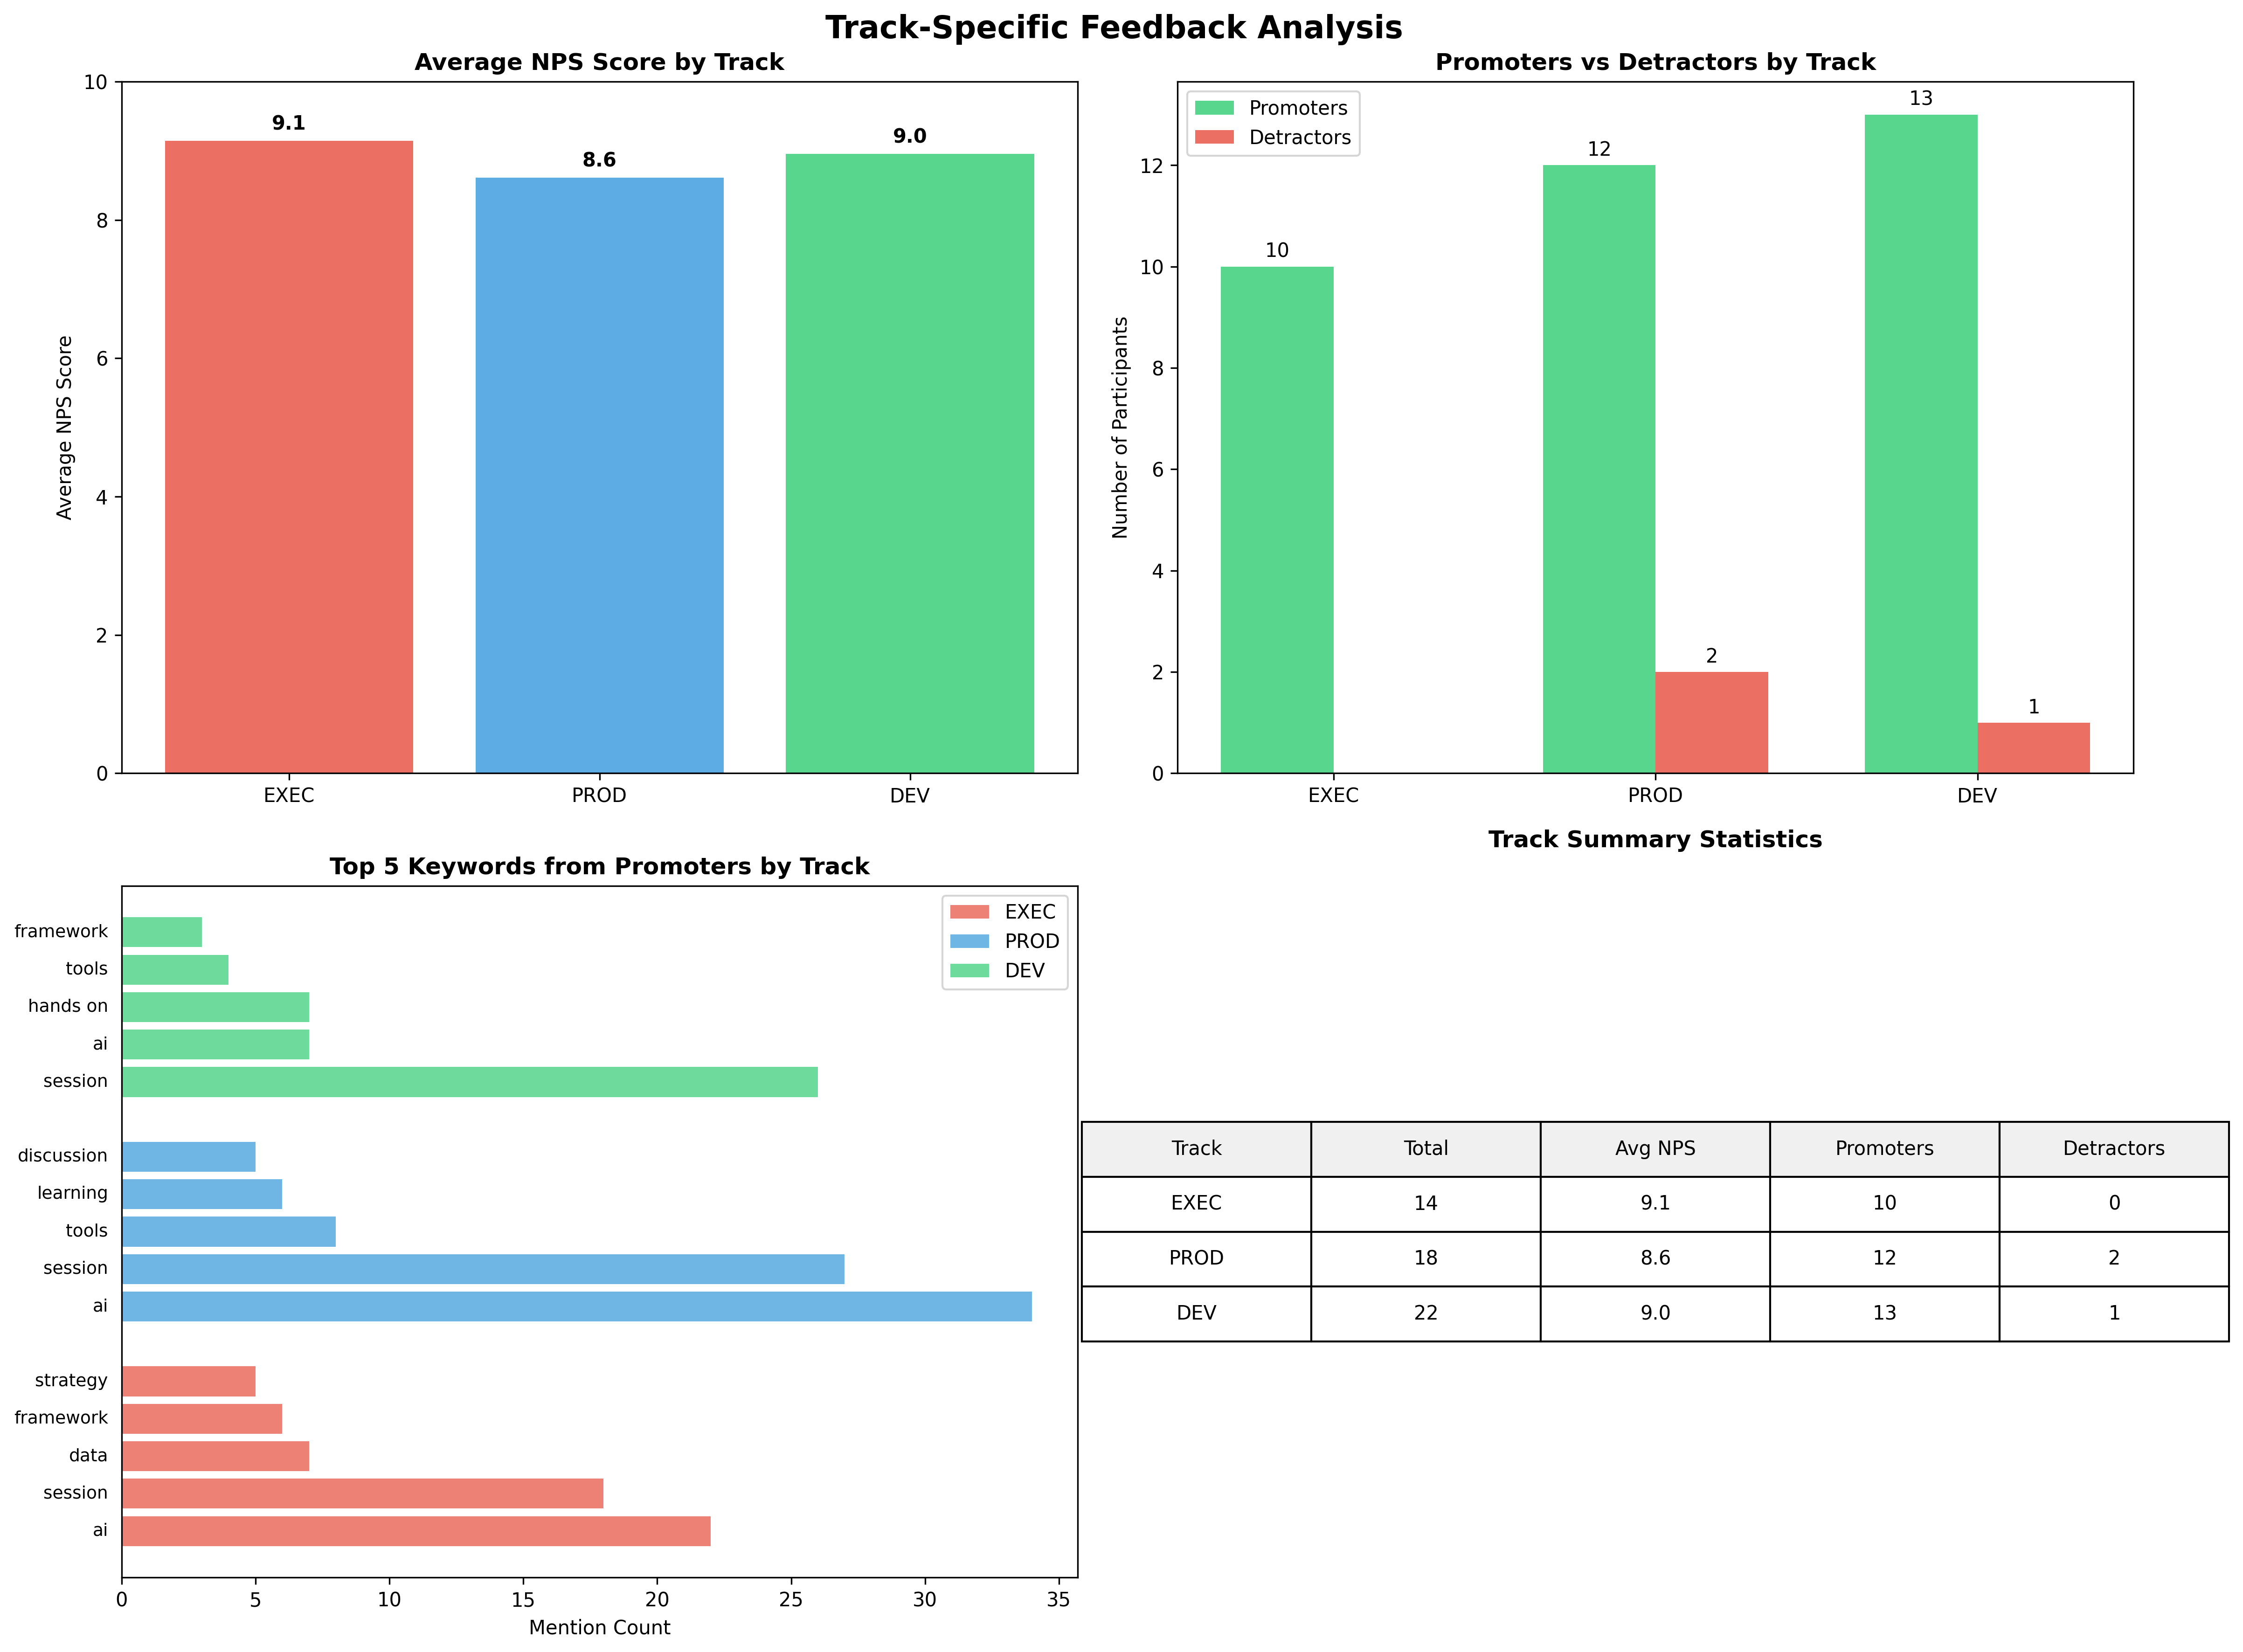 Track-Specific Feedback Analysis
Average NPS Score by Track
10
8
6
4
2
0
Average NPS Score
9.1
8.6
9.0
EXEC
PROD
DEV
Promoters vs Detractors by Track
Promoters
Detractors
12
10
8
6
4
2
0
Number of Participants
10
12
2
13
1
EXEC
PROD
DEV
Top 5 Keywords from Promoters by Track
EXEC
PROD
DEV
framework
tools
hands on
ai
session
discussion
learning
tools
session
ai
strategy
framework
data
session
ai
0 5 10 15 20 25 30 35
Mention Count
Track Summary Statistics
Track Total Avg NPS Promoters Detractors
EXEC 14 9.1 10 0
PROD 18 8.6 12 2
DEV 22 9.0 13 1